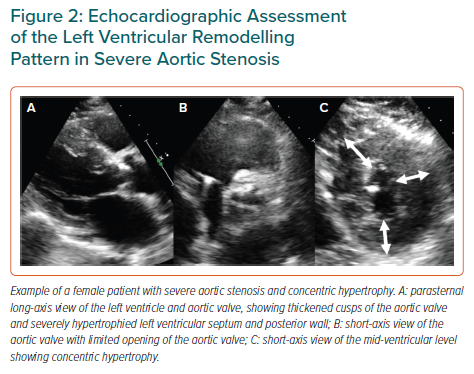 Figure 2: Echocardiographic Assessment
of the Left Ventricular Remodelling
Pattern in Severe Aortic Stenosis
A
B
C
Example of a female patient with severe aortic stenosis and concentric hypertrophy. A: parasternal
long-axis view of the left ventricle and aortic valve, showing thickened cusps of the aortic valve
and severely hypertrophied left ventricular septum and posterior wall; B: short-axis view of the
aortic valve with limited opening of the aortic valve; C: short-axis view of the mid-ventricular level
showing concentric hypertrophy.